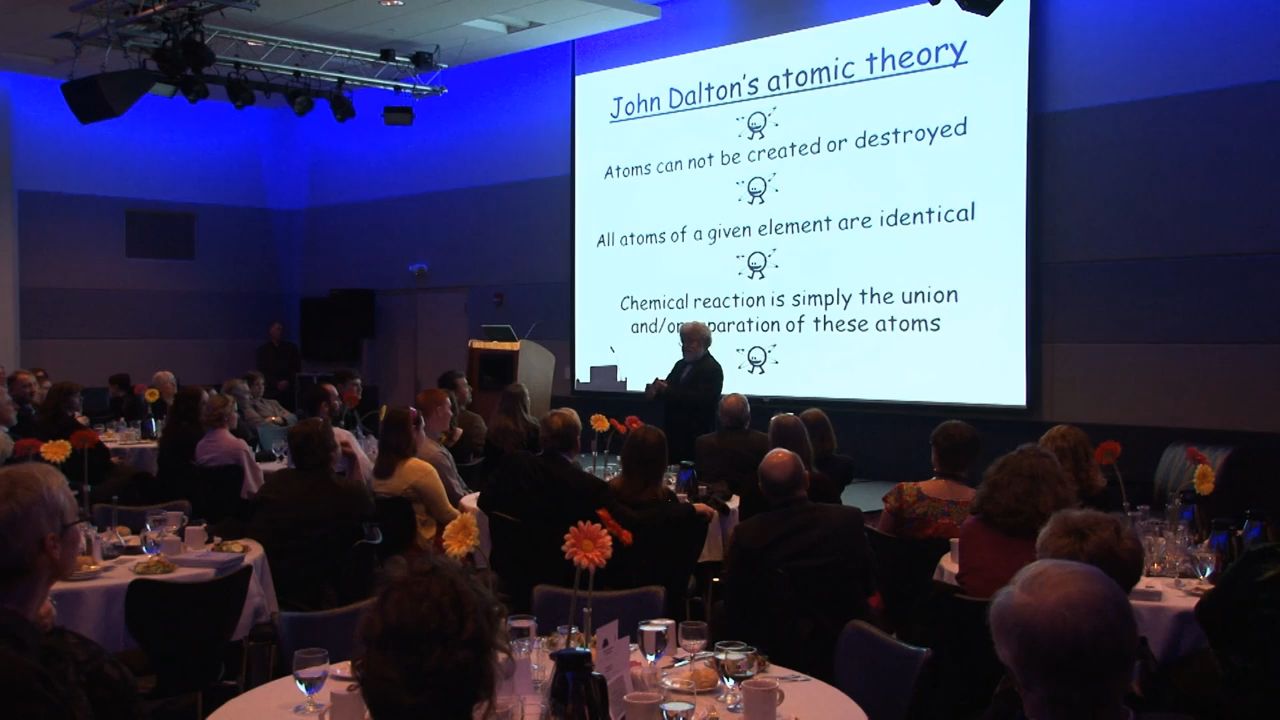 John Dalton's atomic theory
Atoms can not be created or destroyed
All atoms of a given element are identical
Chemical reaction is simply the union
and/or paration of these atoms